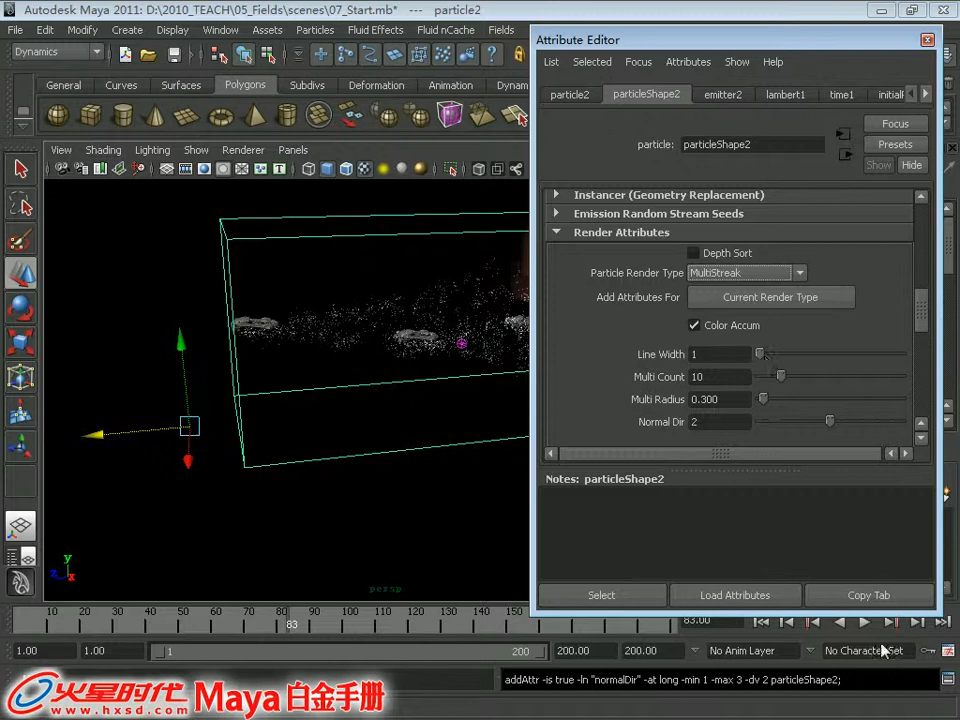 Autodesk Maya 2011: D:\2010_TEACH\05_Fields\scenes\07_Start.mb* --- particle2
File Edit Modify Create Display Window Assets Particles Fluid Effects Fluid nCache Fields
Attribute Editor
Dynamics
List Selected Focus Attributes Show Help
General Curves Surfaces Polygons Subdivs Deformation Animation Dynam
particle2 particleShape2 emitter2 lambert1 time1 initial
Focus
particle: particleShape2
Presets
Show Hide
View Shading Lighting Show Renderer Panels
Instancer (Geometry Replacement)
Emission Random Stream Seeds
Render Attributes
Depth Sort
Particle Render Type MultiStreak
Add Attributes For Current Render Type
Color Accum
Line Width 1
Multi Count 10
Multi Radius 0.300
Normal Dir 2
Notes: particleShape2
y
z x
persp
Select Load Attributes Copy Tab
10 20 30 40 50 60 70 80 90 100 110 120 130 140 150
83
83.00
1.00 1.00 1 200 200.00 200.00 No Anim Layer No Character Set
addAttr -is true -ln "normalDir" -at long -min 1 -max 3 -dv 2 particleShape2;
火星时代 www.hxsd.com Maya 白金手册